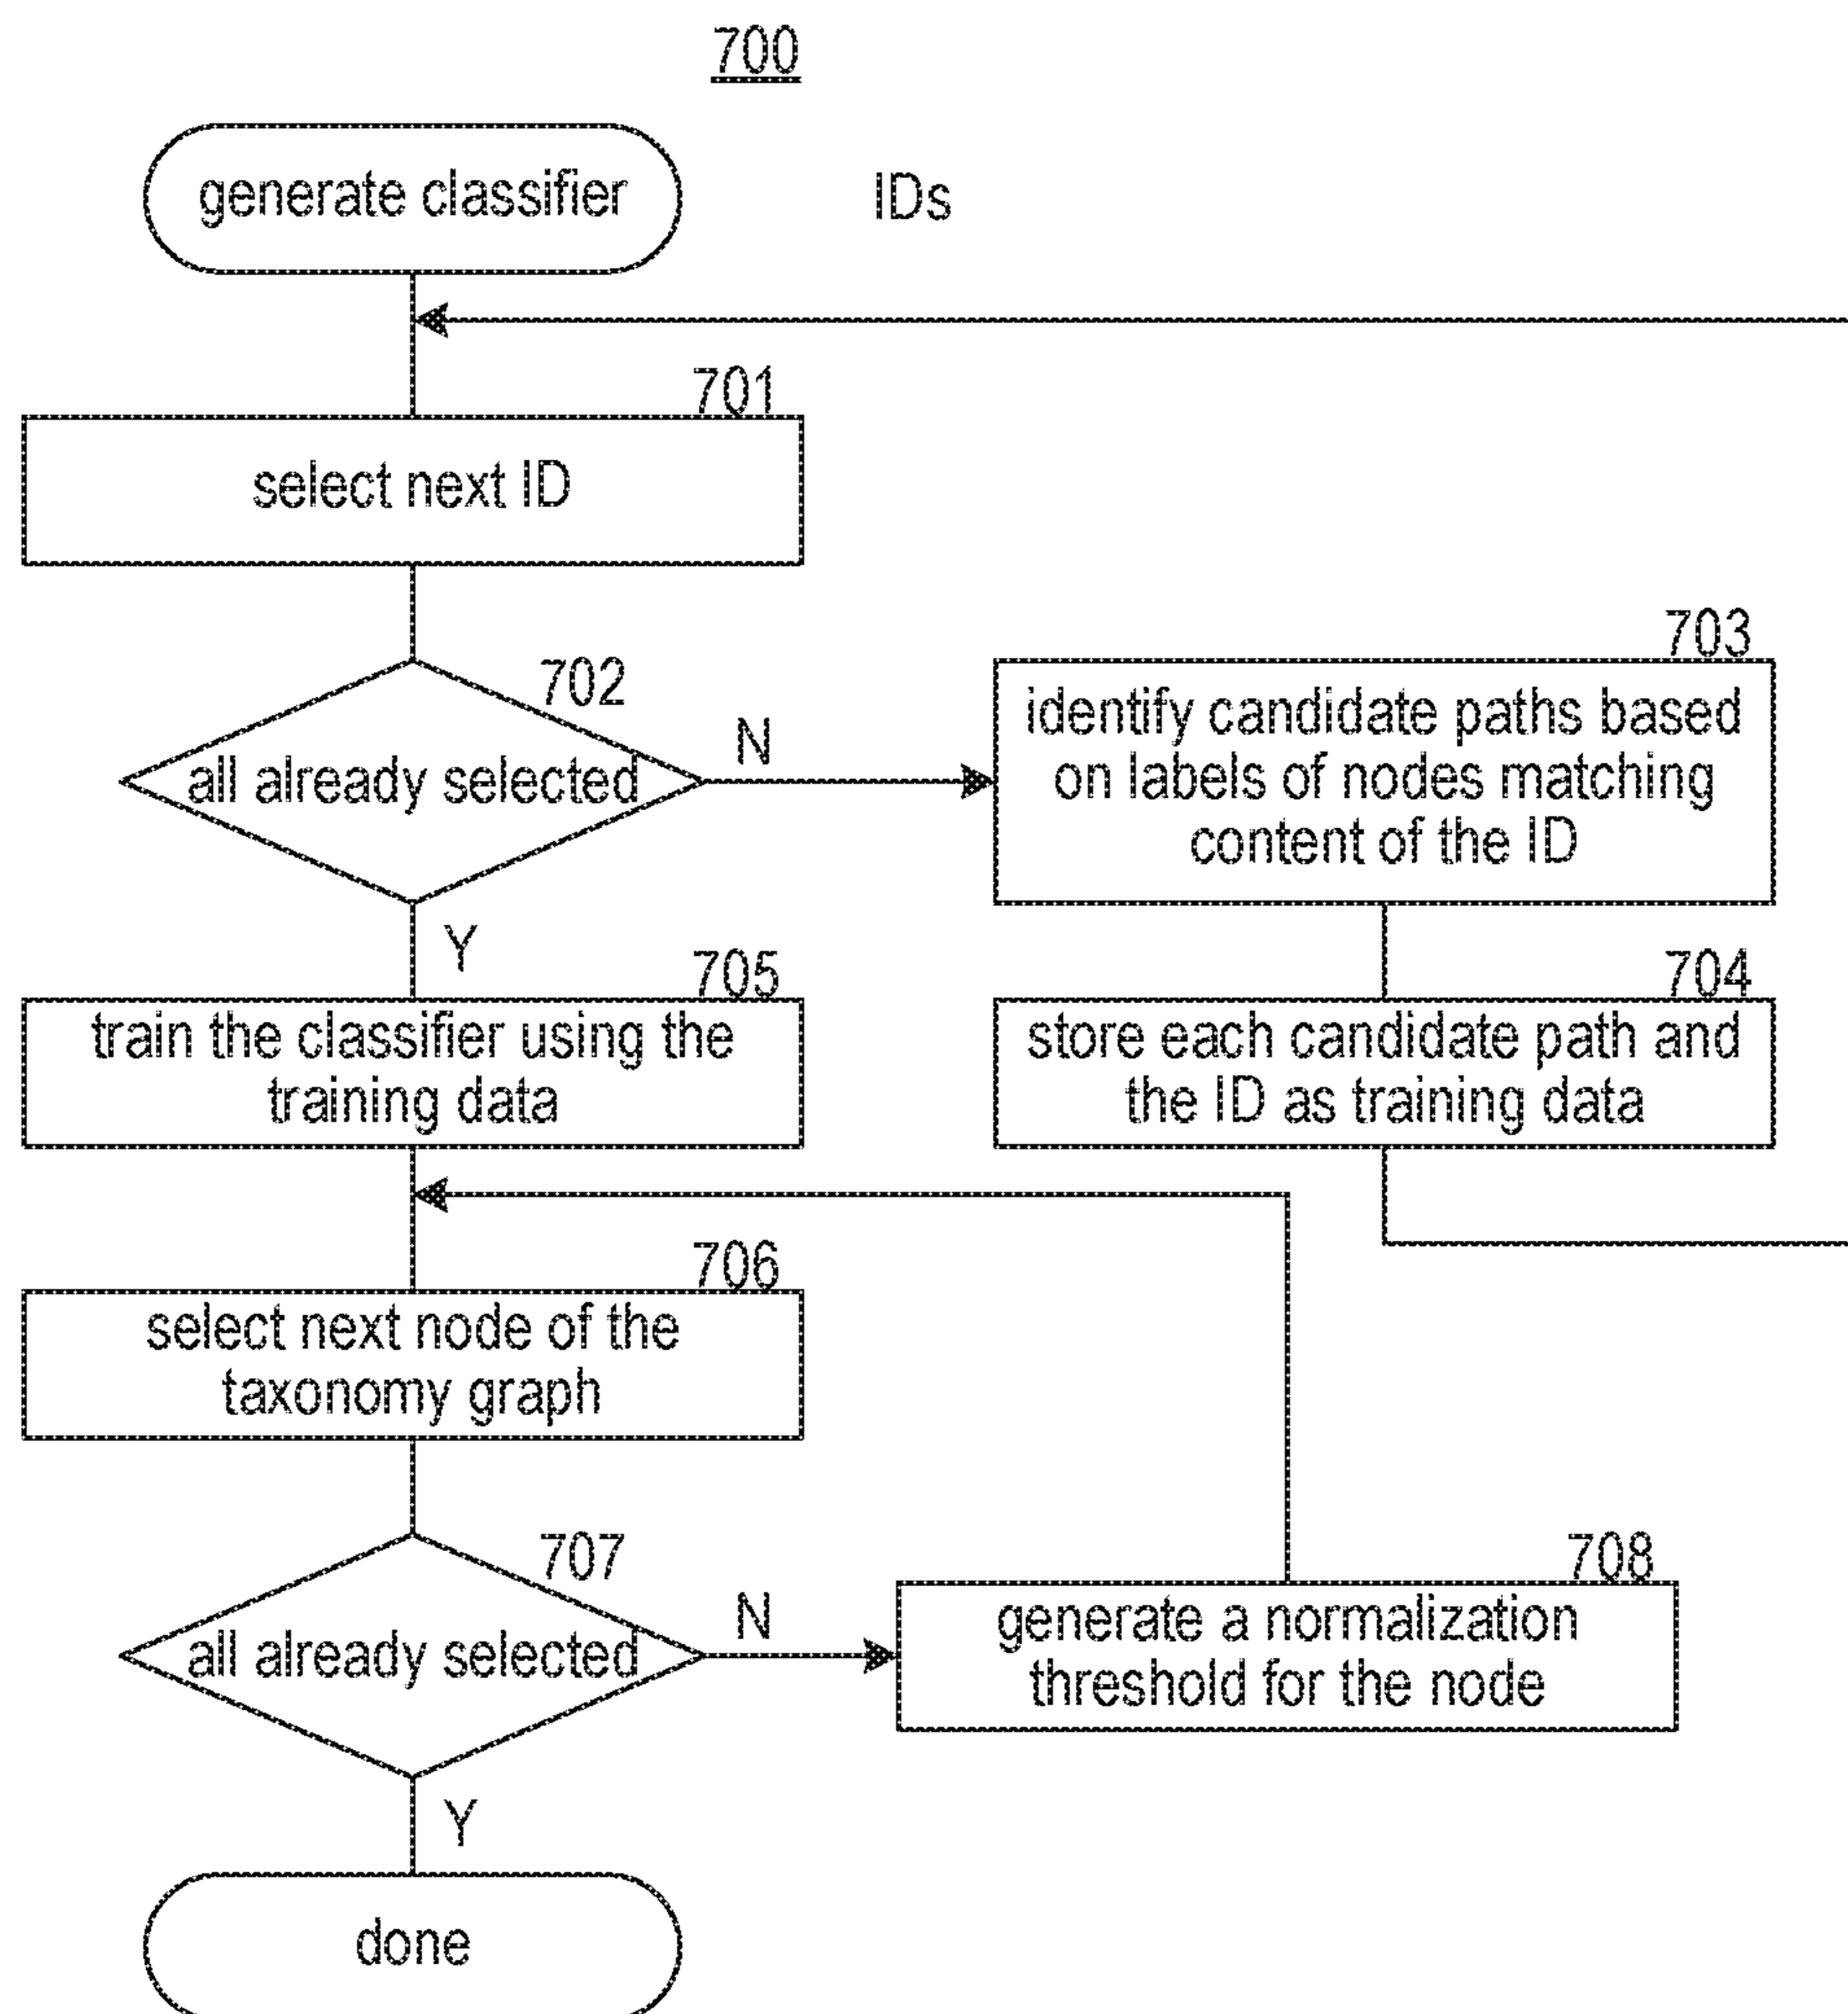 700
generate classifier
IDs
701
select next ID
702
all already selected
N
Y
703
identify candidate paths based
on labels of nodes matching
content of the ID
704
store each candidate path and
the ID as training data
705
train the classifier using the
training data
706
select next node of the
taxonomy graph
707
all already selected
N
Y
708
generate a normalization
threshold for the node
done